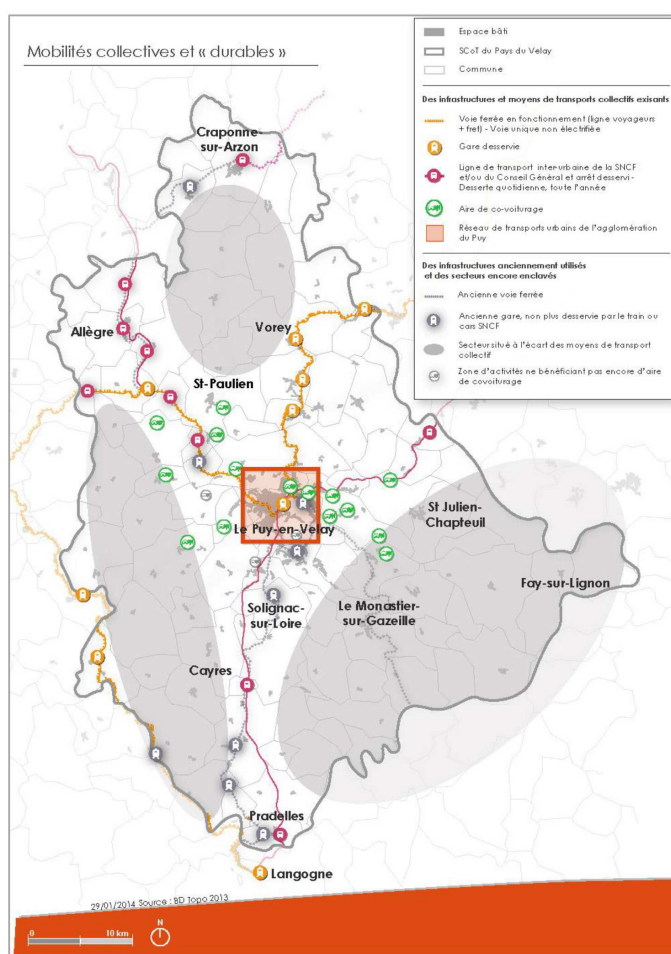 Mobilités collectives et « durables »
Espace bâti
SCoT du Pays du Velay
Commune
Des infrastructures et moyens de transports collectifs existants
Voie ferrée en fonctionnement (ligne voyageurs
+ fret) - Voie unique non électrifiée
Gare desservie
Ligne de transport inter-urbaine de la SNCF
et/ou du Conseil Général et arrêt desservi -
Desserte quotidienne, toute l'année
Aire de co-voiturage
Réseau de transports urbains de l'agglomération
du Puy
Des infrastructures anciennement utilisés
et des secteurs encore enclavés
Ancienne voie ferrée
Ancienne gare, non plus desservie par le train ou
cars SNCF
Secteur situé à l'écart des moyens de transport
collectif
Zone d'activités ne bénéficiant pas encore d'aire
de covoiturage
Craponne-
sur-Arzon
Allègre
Vorey
St-Paulien
Le Puy-en-Velay
St Julien-
Chapteuil
Fay-sur-Lignon
Solignac-
sur-Loire
Le Monastier-
sur-Gazeille
Cayres
Pradelles
Langogne
29/01/2014 Source : BD Topo 2013
0 10 km
N